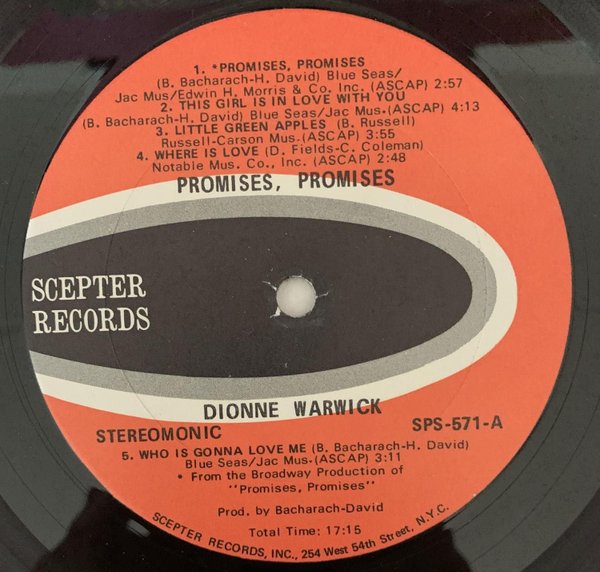 1. *PROMISES, PROMISES
(B. Bacharach-H. David) Blue Seas/
Jac Mus/Edwin H. Morris & Co. Inc. (ASCAP) 2:57
2. THIS GIRL IS IN LOVE WITH YOU
(B. Bacharach-H. David) Blue Seas/Jac Mus.(ASCAP) 4:13
3. LITTLE GREEN APPLES (B. Russell)
Russell-Carson Mus.(ASCAP) 3:55
4. WHERE IS LOVE (D. Fields-C. Coleman)
Notable Mus. Co., Inc. (ASCAP) 2:48
PROMISES, PROMISES
SCEPTER
RECORDS
DIONNE WARWICK
STEREOMONIC
SPS-571-A
5. WHO IS GONNA LOVE ME (B. Bacharach-H. David)
Blue Seas/Jac Mus.(ASCAP) 3:11
* From the Broadway Production of
"Promises, Promises"
Prod. by Bacharach-David
Total Time: 17:15
SCEPTER RECORDS, INC., 254 West 54th Street, N.Y.C.